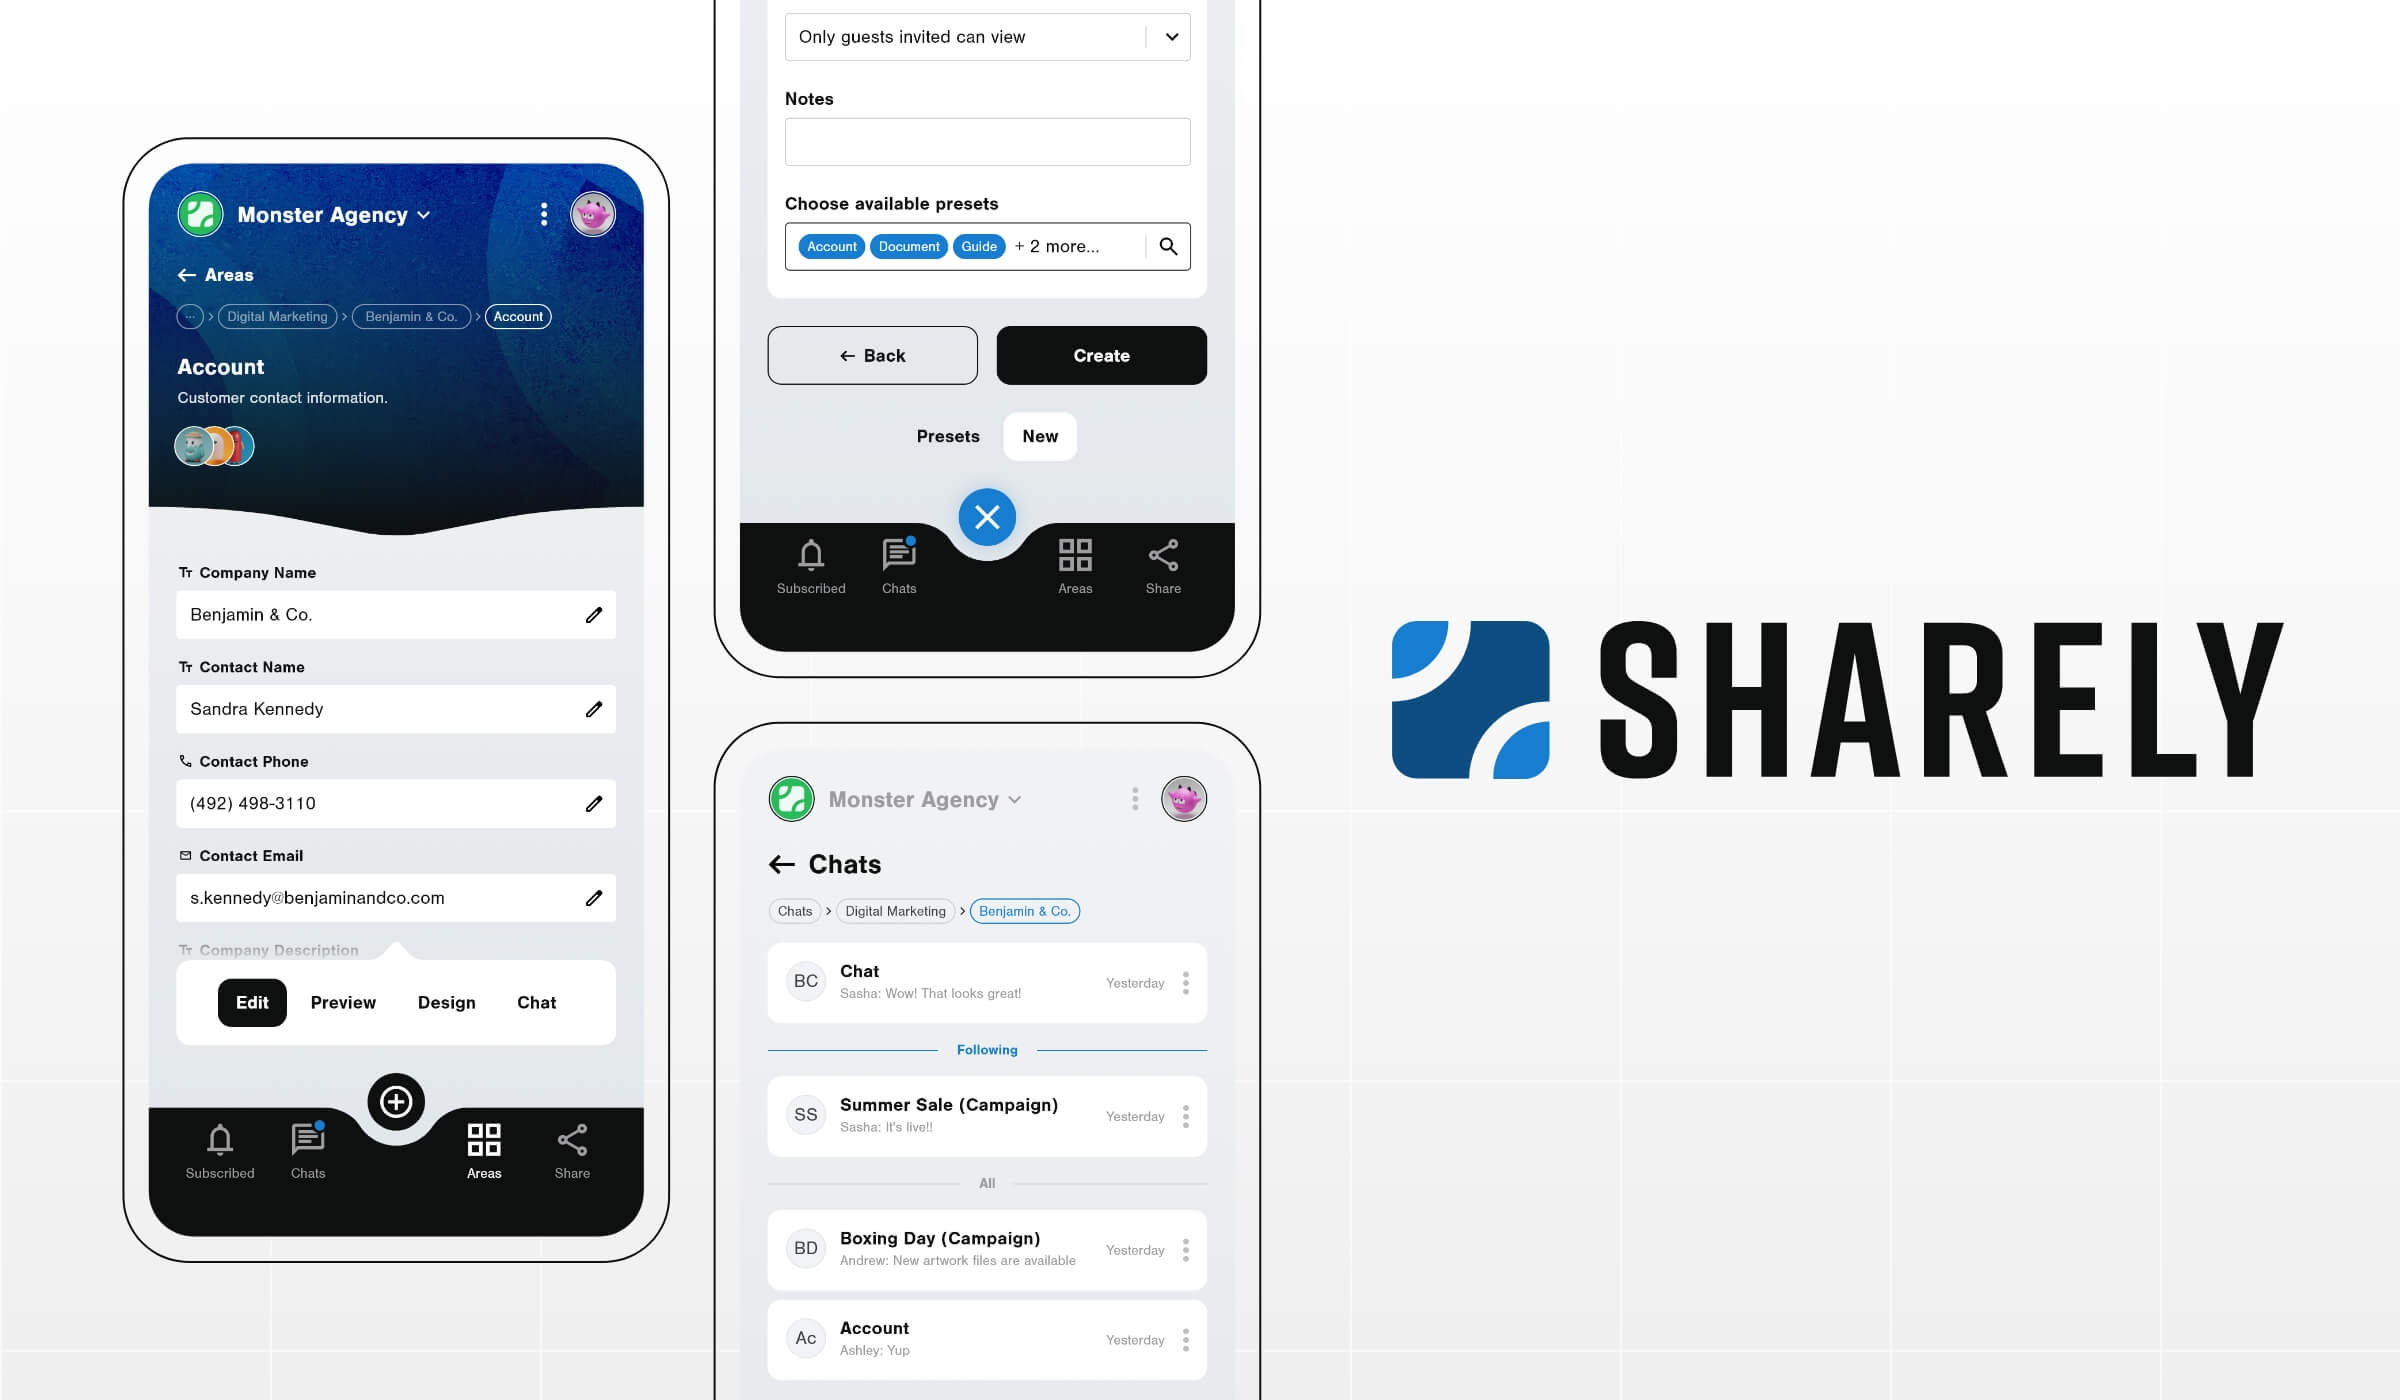 Monster Agency
Areas
... > Digital Marketing > Benjamin & Co. > Account
Account
Customer contact information.
Tт Company Name
Benjamin & Co.
Tт Contact Name
Sandra Kennedy
Contact Phone
(492) 498-3110
Contact Email
s.kennedy@benjaminandco.com
Tт Company Description
Edit Preview Design Chat
Subscribed Chats Areas Share
Only guests invited can view
Notes
Choose available presets
Account Document Guide + 2 more...
Back Create
Presets New
Subscribed Chats Areas Share
Monster Agency
Chats
Chats > Digital Marketing > Benjamin & Co.
BC Chat Yesterday
Sasha: Wow! That looks great!
Following
SS Summer Sale (Campaign) Yesterday
Sasha: It's live!!
All
BD Boxing Day (Campaign) Yesterday
Andrew: New artwork files are available
Ac Account Yesterday
Ashley: Yup
SHARELY